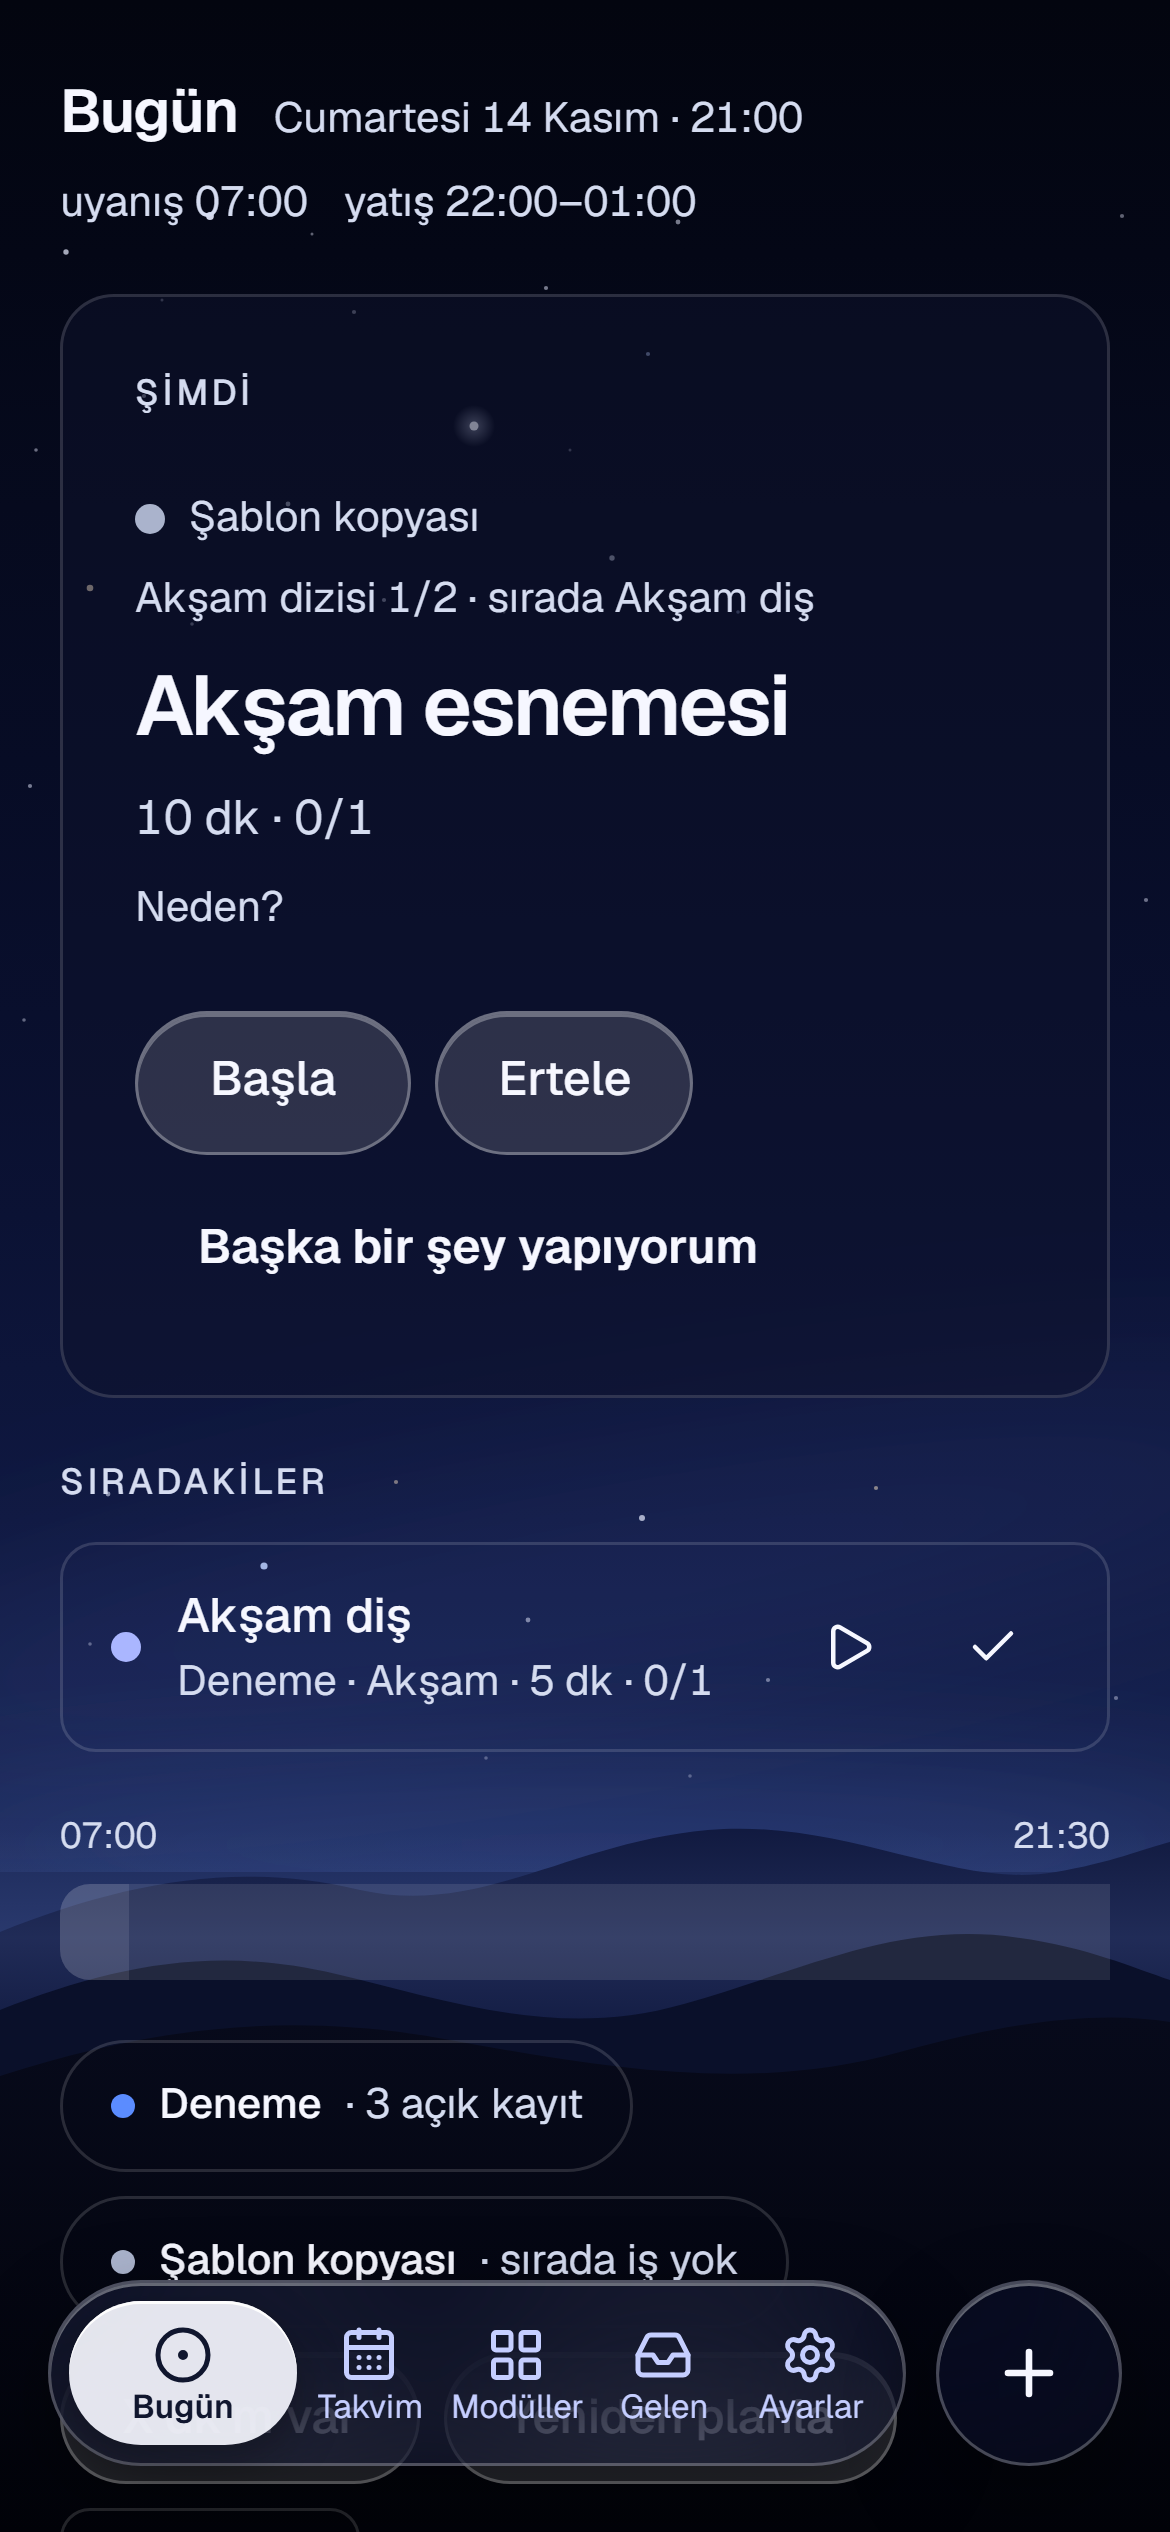 Bugün Cumartesi 14 Kasım · 21:00
uyanış 07:00 yatış 22:00–01:00
ŞİMDİ
Şablon kopyası
Akşam dizisi 1/2 · sırada Akşam diş
Akşam esnemesi
10 dk · 0/1
Neden?
Başla Ertele
Başka bir şey yapıyorum
SIRADAKİLER
Akşam diş
Deneme · Akşam · 5 dk · 0/1
07:00 21:30
Deneme · 3 açık kayıt
Şablon kopyası · sırada iş yok
var Yeniden planla
Bugün Takvim Modüller Gelen Ayarlar